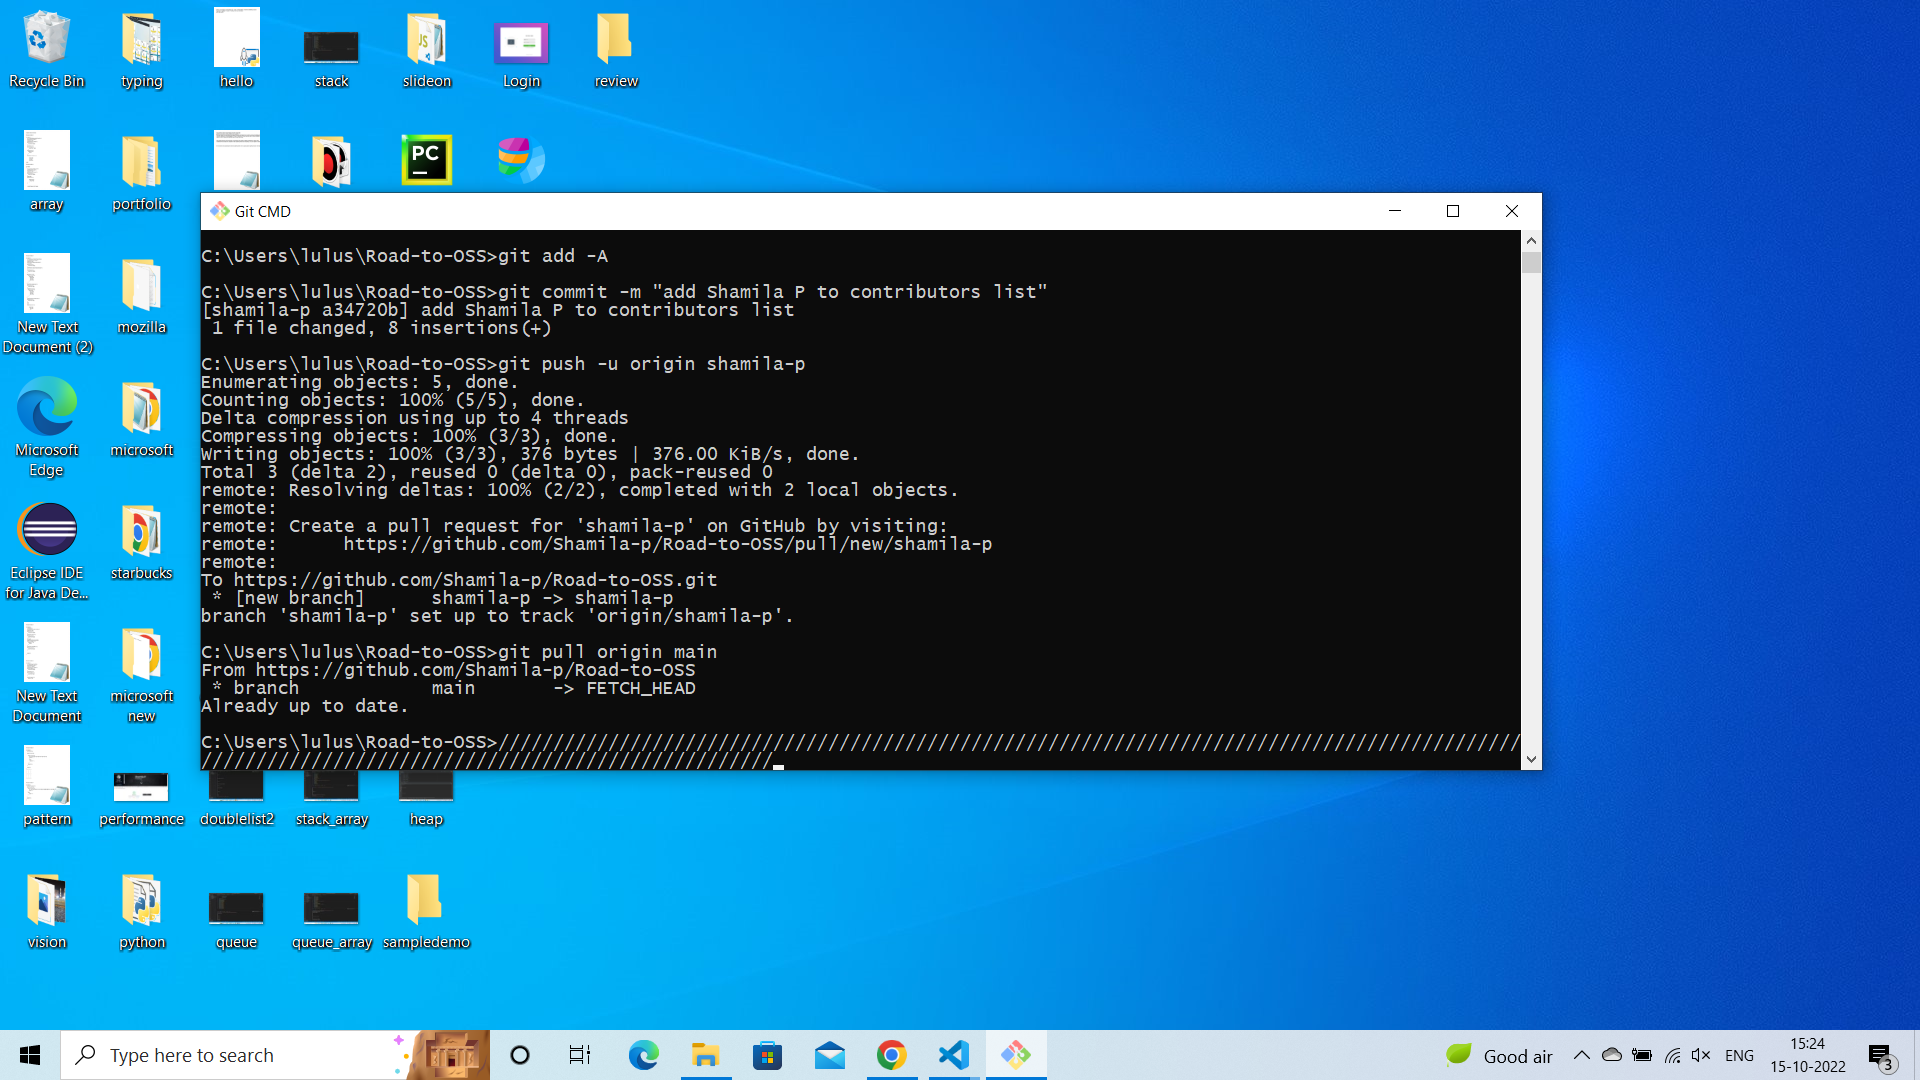 Recycle Bin
typing
hello
stack
slideon
Login
review
array
portfolio
PC
JS
Git CMD
C:\Users\lulus\Road-to-OSS>git add -A
C:\Users\lulus\Road-to-OSS>git commit -m "add Shamila P to contributors list"
[shamila-p a34720b] add Shamila P to contributors list
1 file changed, 8 insertions(+)
C:\Users\lulus\Road-to-OSS>git push -u origin shamila-p
Enumerating objects: 5, done.
Counting objects: 100% (5/5), done.
Delta compression using up to 4 threads
Compressing objects: 100% (3/3), done.
Writing objects: 100% (3/3), 376 bytes | 376.00 KiB/s, done.
Total 3 (delta 2), reused 0 (delta 0), pack-reused 0
remote: Resolving deltas: 100% (2/2), completed with 2 local objects.
remote:
remote: Create a pull request for 'shamila-p' on GitHub by visiting:
remote:      https://github.com/Shamila-p/Road-to-OSS/pull/new/shamila-p
remote:
To https://github.com/Shamila-p/Road-to-OSS.git
* [new branch]      shamila-p -> shamila-p
branch 'shamila-p' set up to track 'origin/shamila-p'.
C:\Users\lulus\Road-to-OSS>git pull origin main
From https://github.com/Shamila-p/Road-to-OSS
* branch            main       -> FETCH_HEAD
Already up to date.
C:\Users\lulus\Road-to-OSS>/////////////////////////////////////////////////////////////////////////////////////////////
////////////////////////////////////////////////////
New Text
Document (2)
mozilla
Microsoft
Edge
microsoft
Eclipse IDE
for Java De...
starbucks
New Text
Document
microsoft
new
pattern
performance
doublelist2
stack_array
heap
vision
python
queue
queue_array
sampledemo
Type here to search
Good air
ENG
15:24
15-10-2022
3